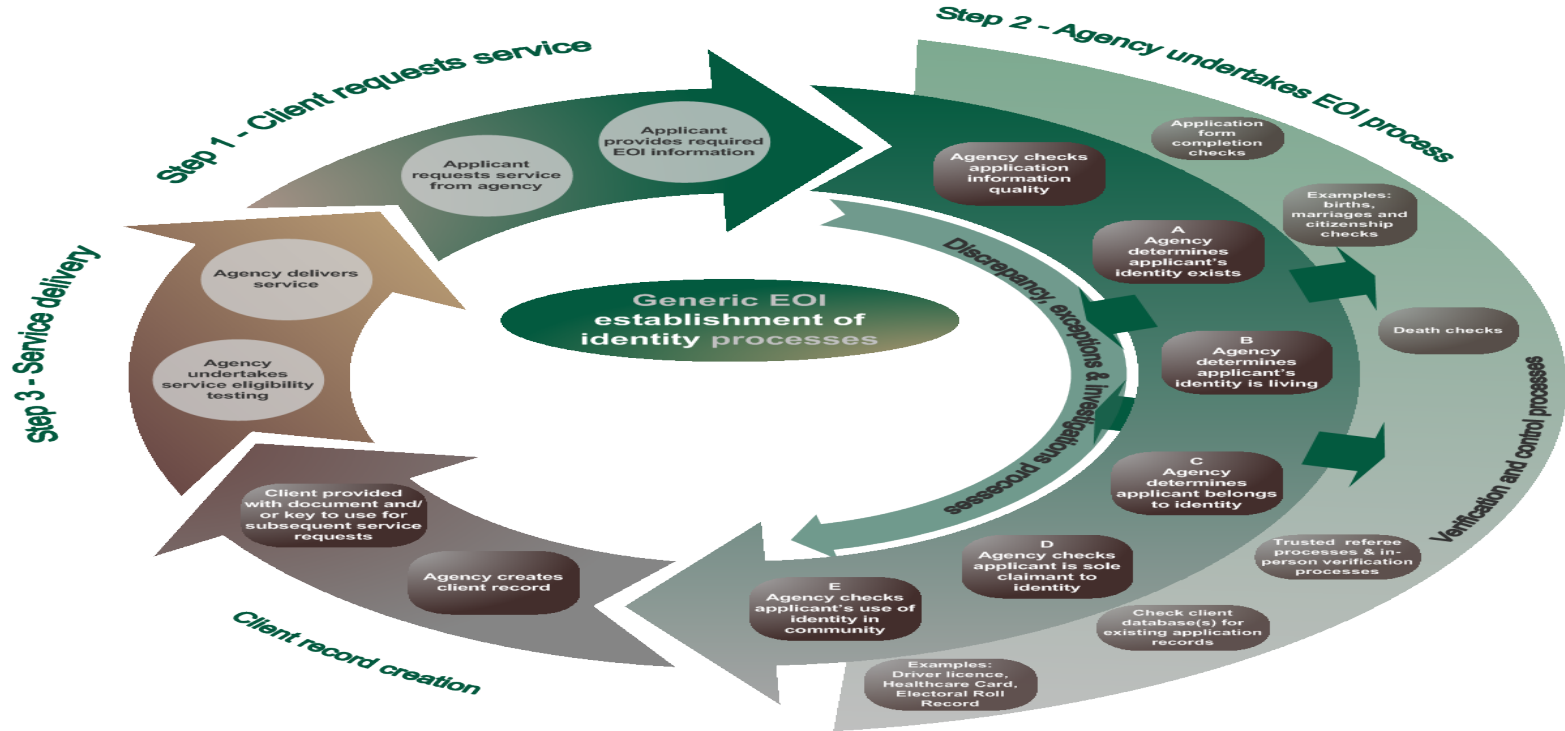 Step 1 - Client requests service
Applicant
requests service
from agency
Applicant
provides required
EOI information
Step 2 - Agency undertakes EOI process
Agency checks
application
information
quality
A
Agency
determines
applicant's
identity exists
B
Agency
determines
applicant's
identity is living
C
Agency
determines
applicant belongs
to identity
D
Agency checks
applicant is sole
claimant to
identity
E
Agency checks
applicant's use of
identity in
community
Application
form
completion
checks
Examples:
births,
marriages and
citizenship
checks
Death checks
Trusted referee
processes & in-
person verification
processes
Check client
database(s) for
existing application
records
Examples:
Driver licence,
Healthcare Card,
Electoral Roll
Record
Verification and control processes
Discrepancy, exceptions & investigations processes
Generic EOI
establishment of
identity processes
Client record creation
Agency creates
client record
Client provided
with document and/
or key to use for
subsequent service
requests
Step 3 - Service delivery
Agency
undertakes
service eligibility
testing
Agency delivers
service